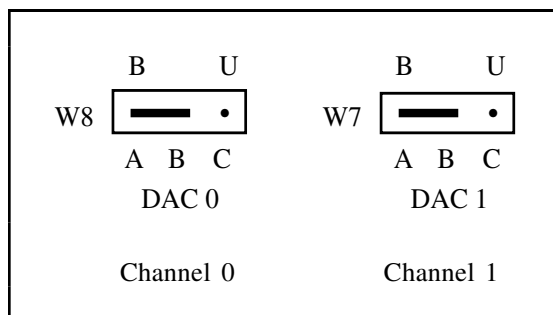 B U B U
W8 W7
A B C A B C
DAC 0 DAC 1
Channel 0 Channel 1